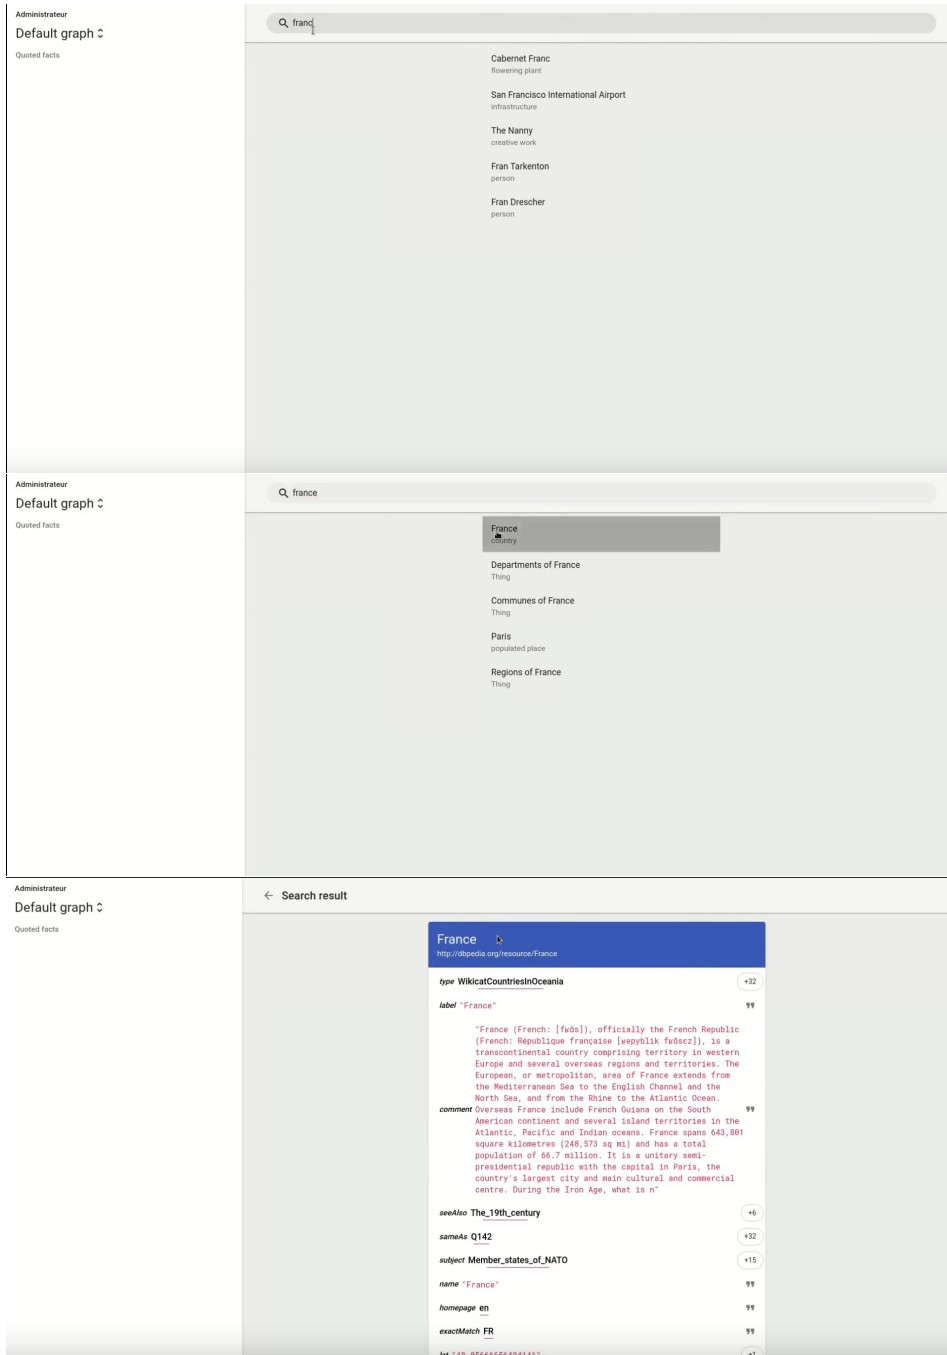 Administrateur
Default graph
Quoted facts
franc
Cabernet Franc
flowering plant
San Francisco International Airport
infrastructure
The Nanny
creative work
Fran Tarkenton
person
Fran Drescher
person
Administrateur
Default graph
Quoted facts
france
France
country
Departments of France
Thing
Communes of France
Thing
Paris
populated place
Regions of France
Thing
Administrateur
Default graph
Quoted facts
← Search result
France
http://dbpedia.org/resource/France
type WikicatCountriesInOceania +32
label "France"
"France (French: [fʁɑ̃s]), officially the French Republic
(French: République française [ʁepyblik fʁɑ̃sɛz]), is a
transcontinental country comprising territory in western
Europe and several overseas regions and territories. The
European, or metropolitan, area of France extends from
the Mediterranean Sea to the English Channel and the
North Sea, and from the Rhine to the Atlantic Ocean.
comment Overseas France include French Guiana on the South
American continent and several island territories in the
Atlantic, Pacific and Indian oceans. France spans 643,801
square kilometres (248,573 sq mi) and has a total
population of 66.7 million. It is a unitary semi-
presidential republic with the capital in Paris, the
country's largest city and main cultural and commercial
centre. During the Iron Age, what is n"
seeAlso The_19th_century +6
sameAs Q142 +32
subject Member_states_of_NATO +15
name "France"
homepage en
exactMatch FR